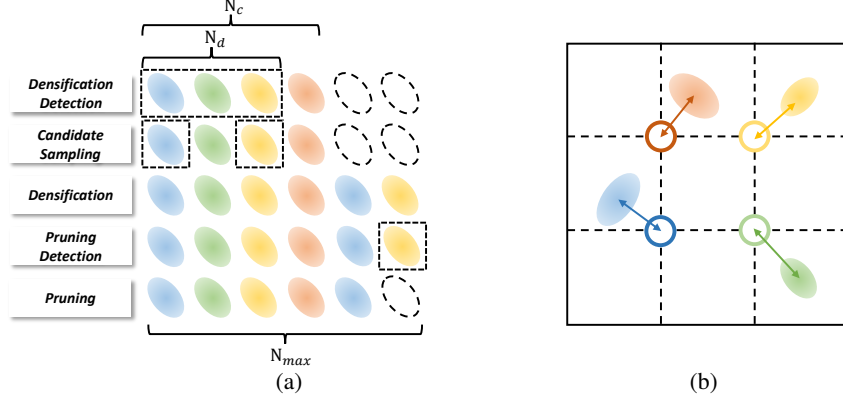 N_c
N_d
Densification
Detection
Candidate
Sampling
Densification
Pruning
Detection
Pruning
N_max
(a)
(b)